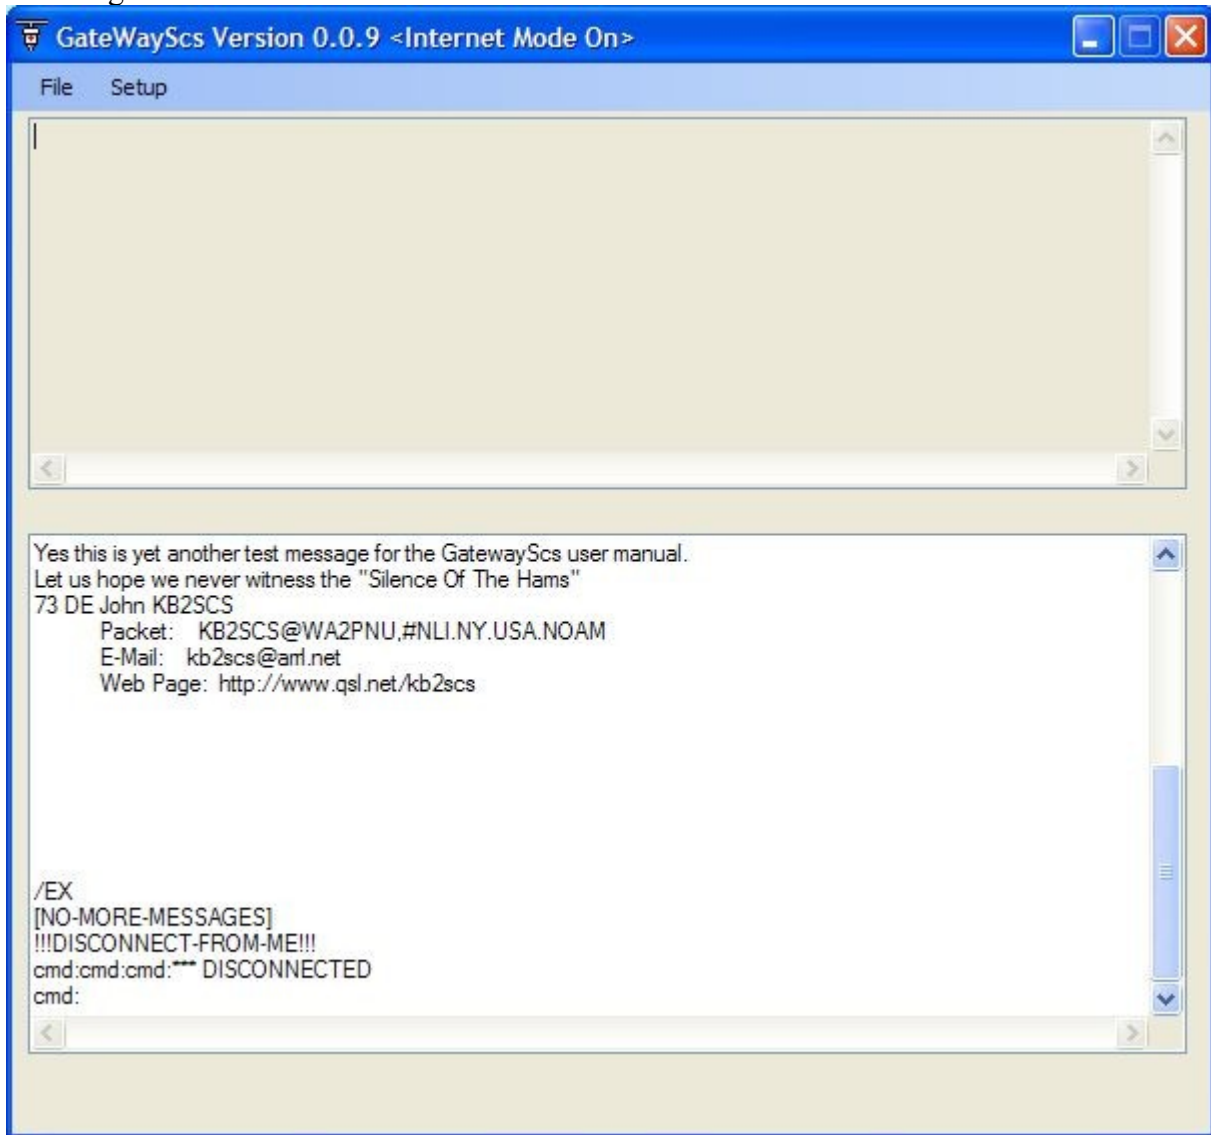 GateWayScs Version 0.0.9 <Internet Mode On>
File Setup
Yes this is yet another test message for the GatewayScs user manual.
Let us hope we never witness the "Silence Of The Hams"
73 DE John KB2SCS
Packet: KB2SCS@WA2PNU,#NLI.NY.USA.NOAM
E-Mail: kb2scs@arrl.net
Web Page: http://www.qsl.net/kb2scs
/EX
[NO-MORE-MESSAGES]
!!!DISCONNECT-FROM-ME!!!
cmd:cmd:cmd:*** DISCONNECTED
cmd: